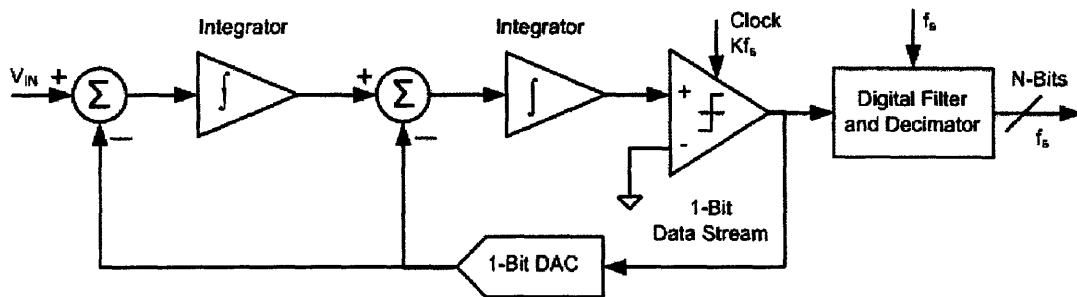 Integrator
Integrator
Clock
Kfs
fs
VIN
+
Σ
−
∫
+
Σ
−
∫
+
-
Digital Filter
and Decimator
N-Bits
fs
1-Bit
Data Stream
1-Bit DAC